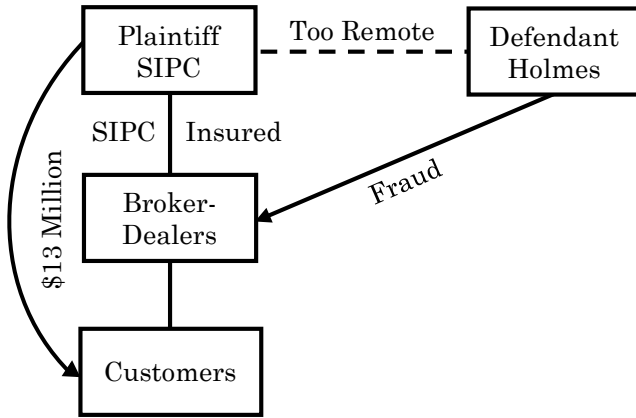 Plaintiff
SIPC
Too Remote
Defendant
Holmes
SIPC Insured
Fraud
$13 Million
Broker-
Dealers
Customers